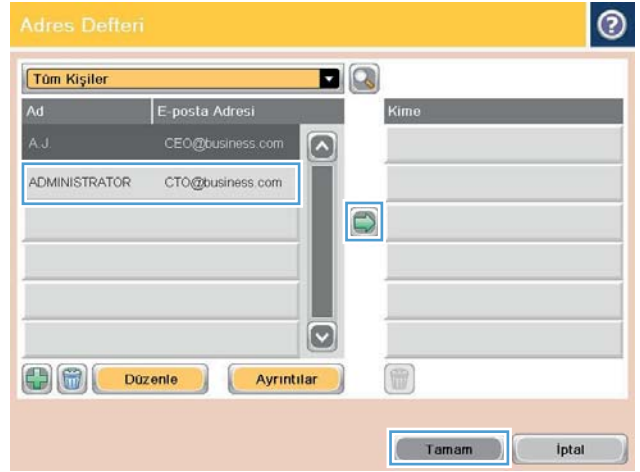 Adres Defteri
Tüm Kişiler
Ad E-posta Adresi Kime
A.J. CEO@business.com
ADMINISTRATOR CTO@business.com
Düzenle Ayrıntılar
Tamam İptal